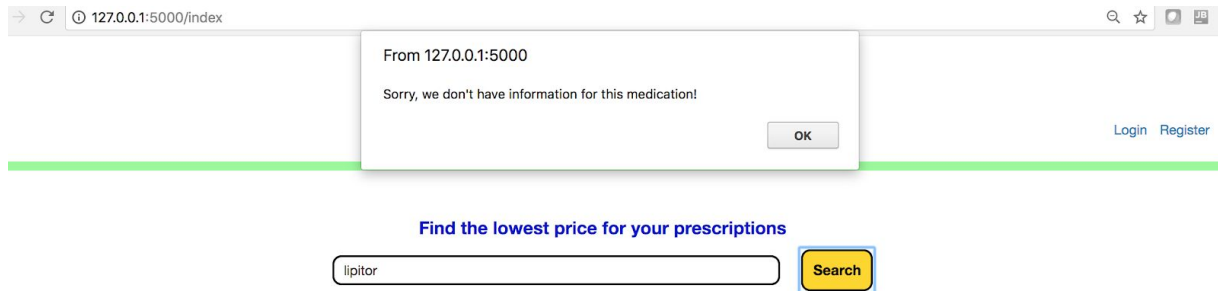 127.0.0.1:5000/index
From 127.0.0.1:5000
Sorry, we don't have information for this medication!
OK
Login Register
Find the lowest price for your prescriptions
lipitor
Search